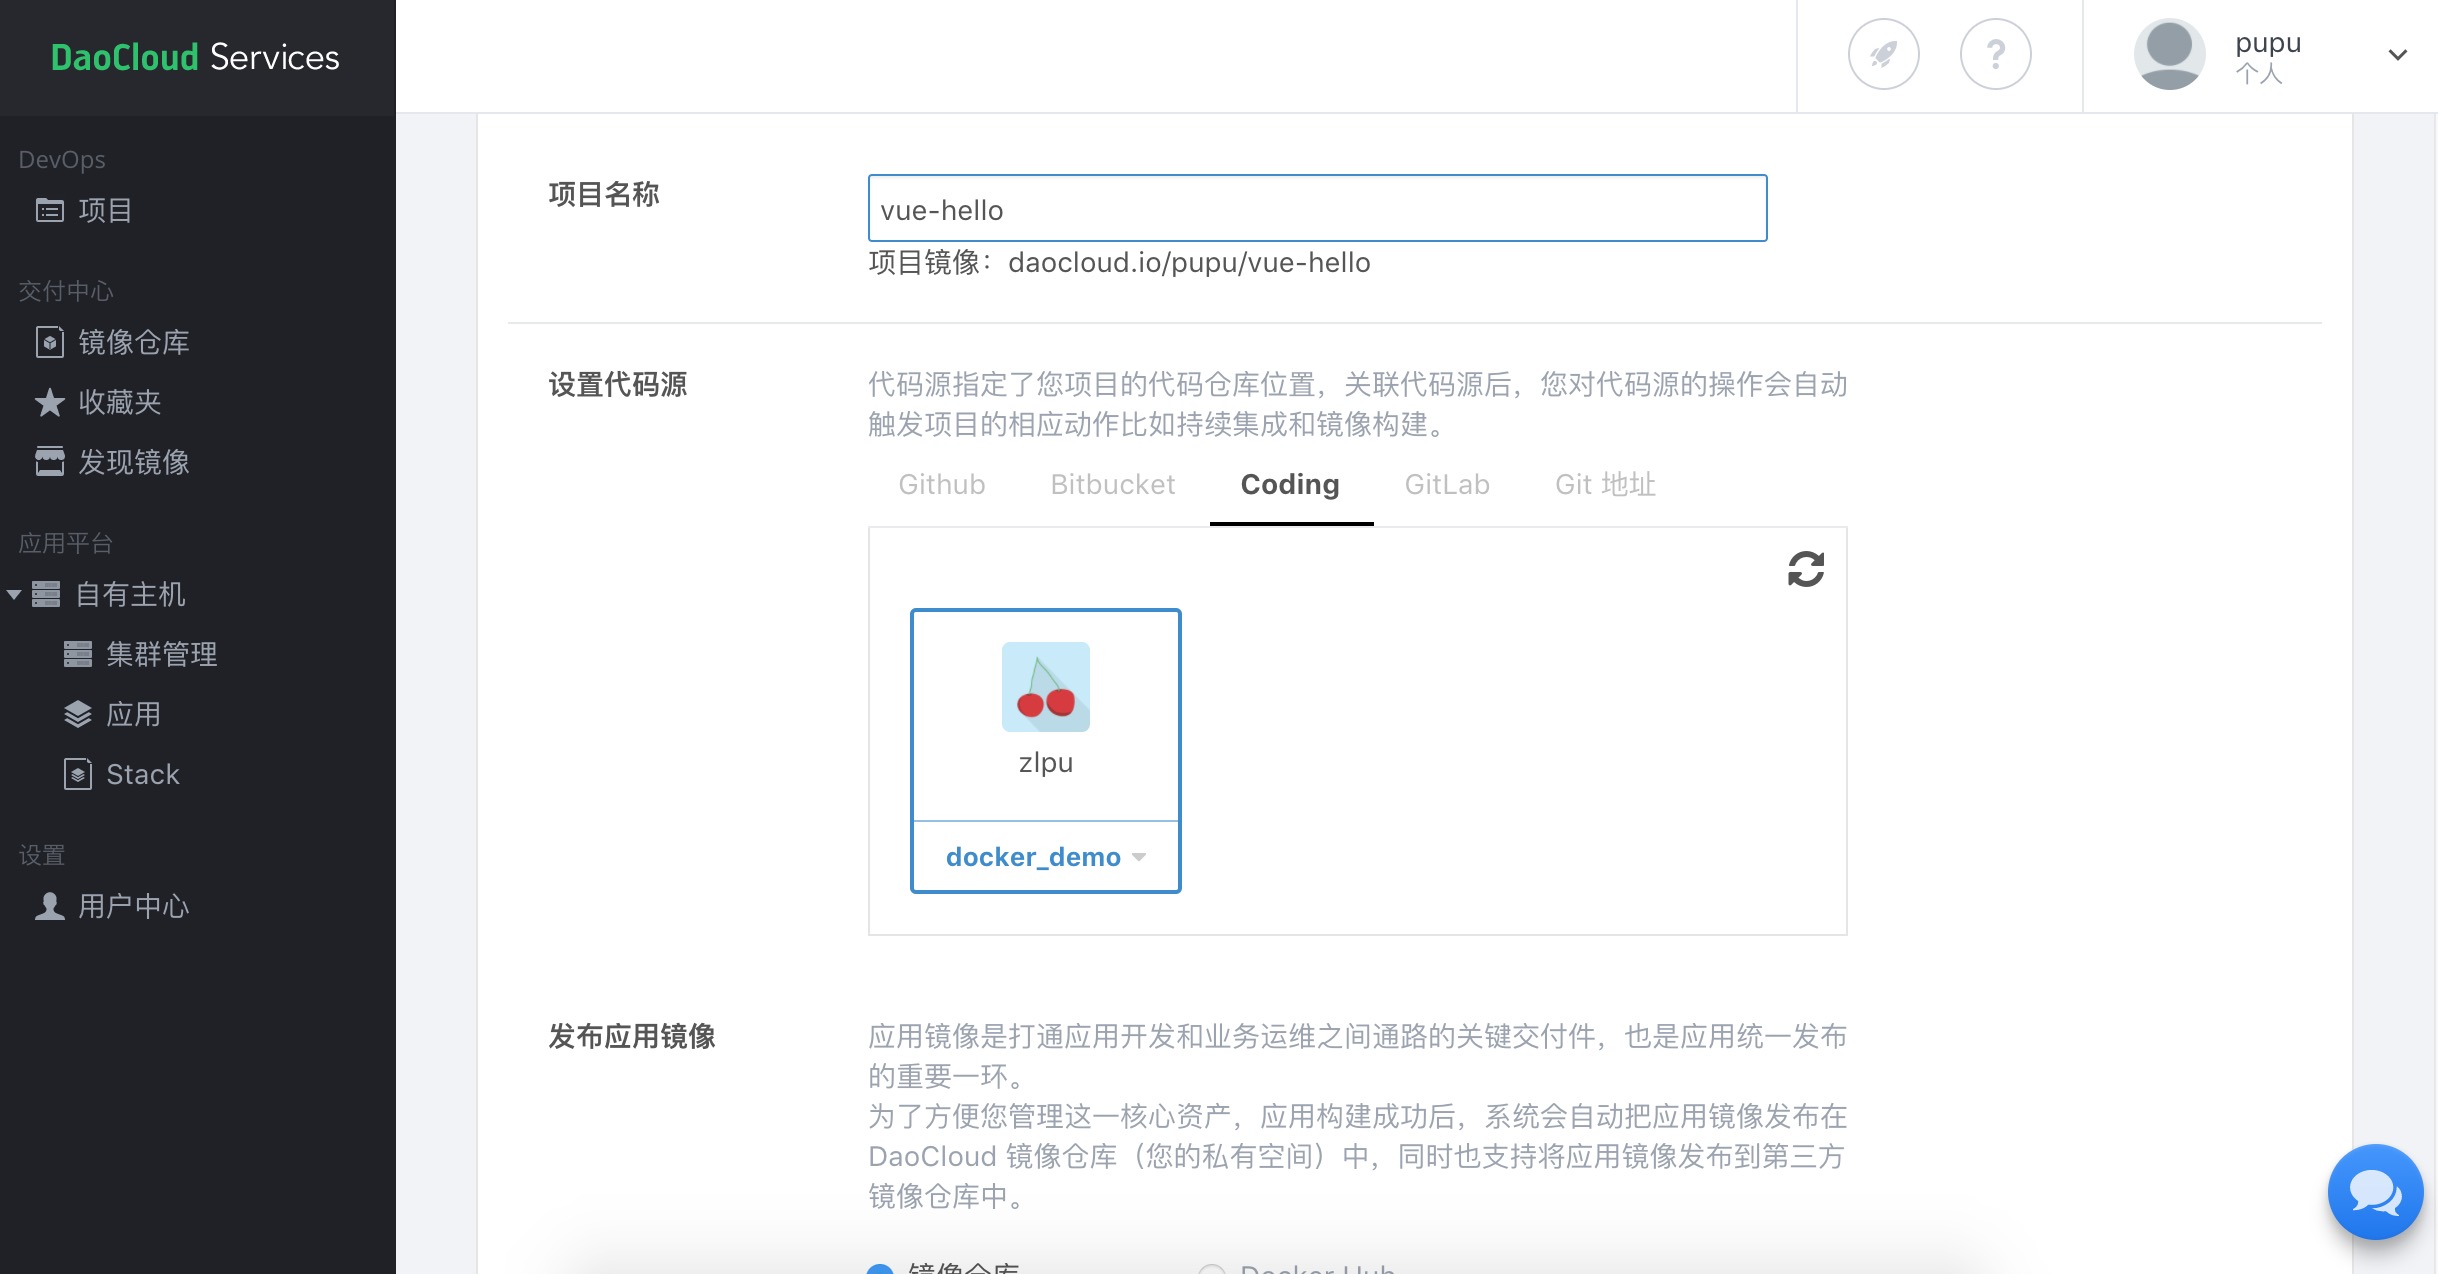 DaoCloud Services
pupu
个人
DevOps
项目
交付中心
镜像仓库
收藏夹
发现镜像
应用平台
自有主机
集群管理
应用
Stack
设置
用户中心
项目名称
vue-hello
项目镜像：daocloud.io/pupu/vue-hello
设置代码源
代码源指定了您项目的代码仓库位置，关联代码源后，您对代码源的操作会自动
触发项目的相应动作比如持续集成和镜像构建。
Github Bitbucket Coding GitLab Git 地址
zlpu
docker_demo
发布应用镜像
应用镜像是打通应用开发和业务运维之间通路的关键交付件，也是应用统一发布
的重要一环。
为了方便您管理这一核心资产，应用构建成功后，系统会自动把应用镜像发布在
DaoCloud 镜像仓库（您的私有空间）中，同时也支持将应用镜像发布到第三方
镜像仓库中。
镜像仓库 Docker Hub